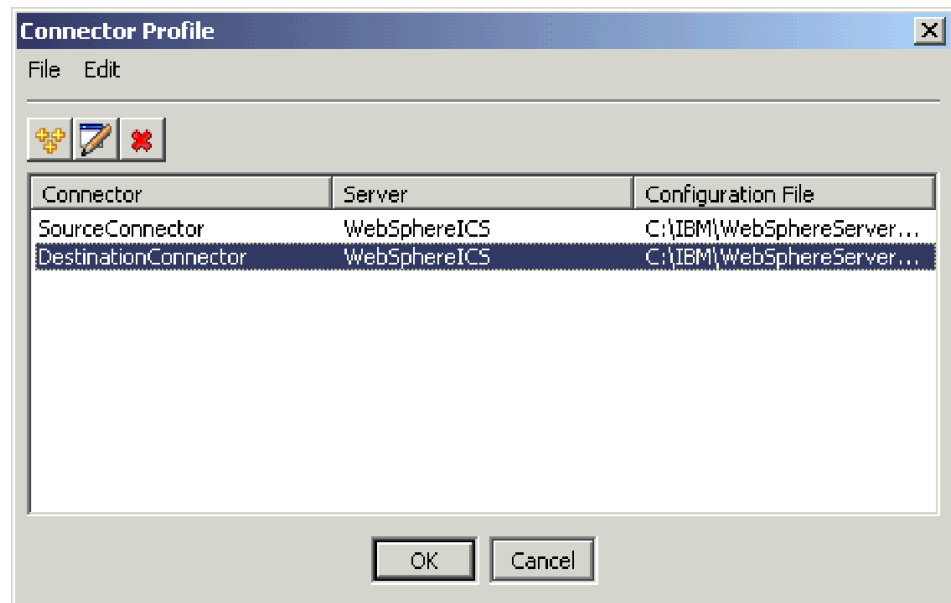 Connector Profile
File Edit
Connector Server Configuration File
SourceConnector WebSphereICS C:\IBM\WebSphereServer...
DestinationConnector WebSphereICS C:\IBM\WebSphereServer...
OK Cancel